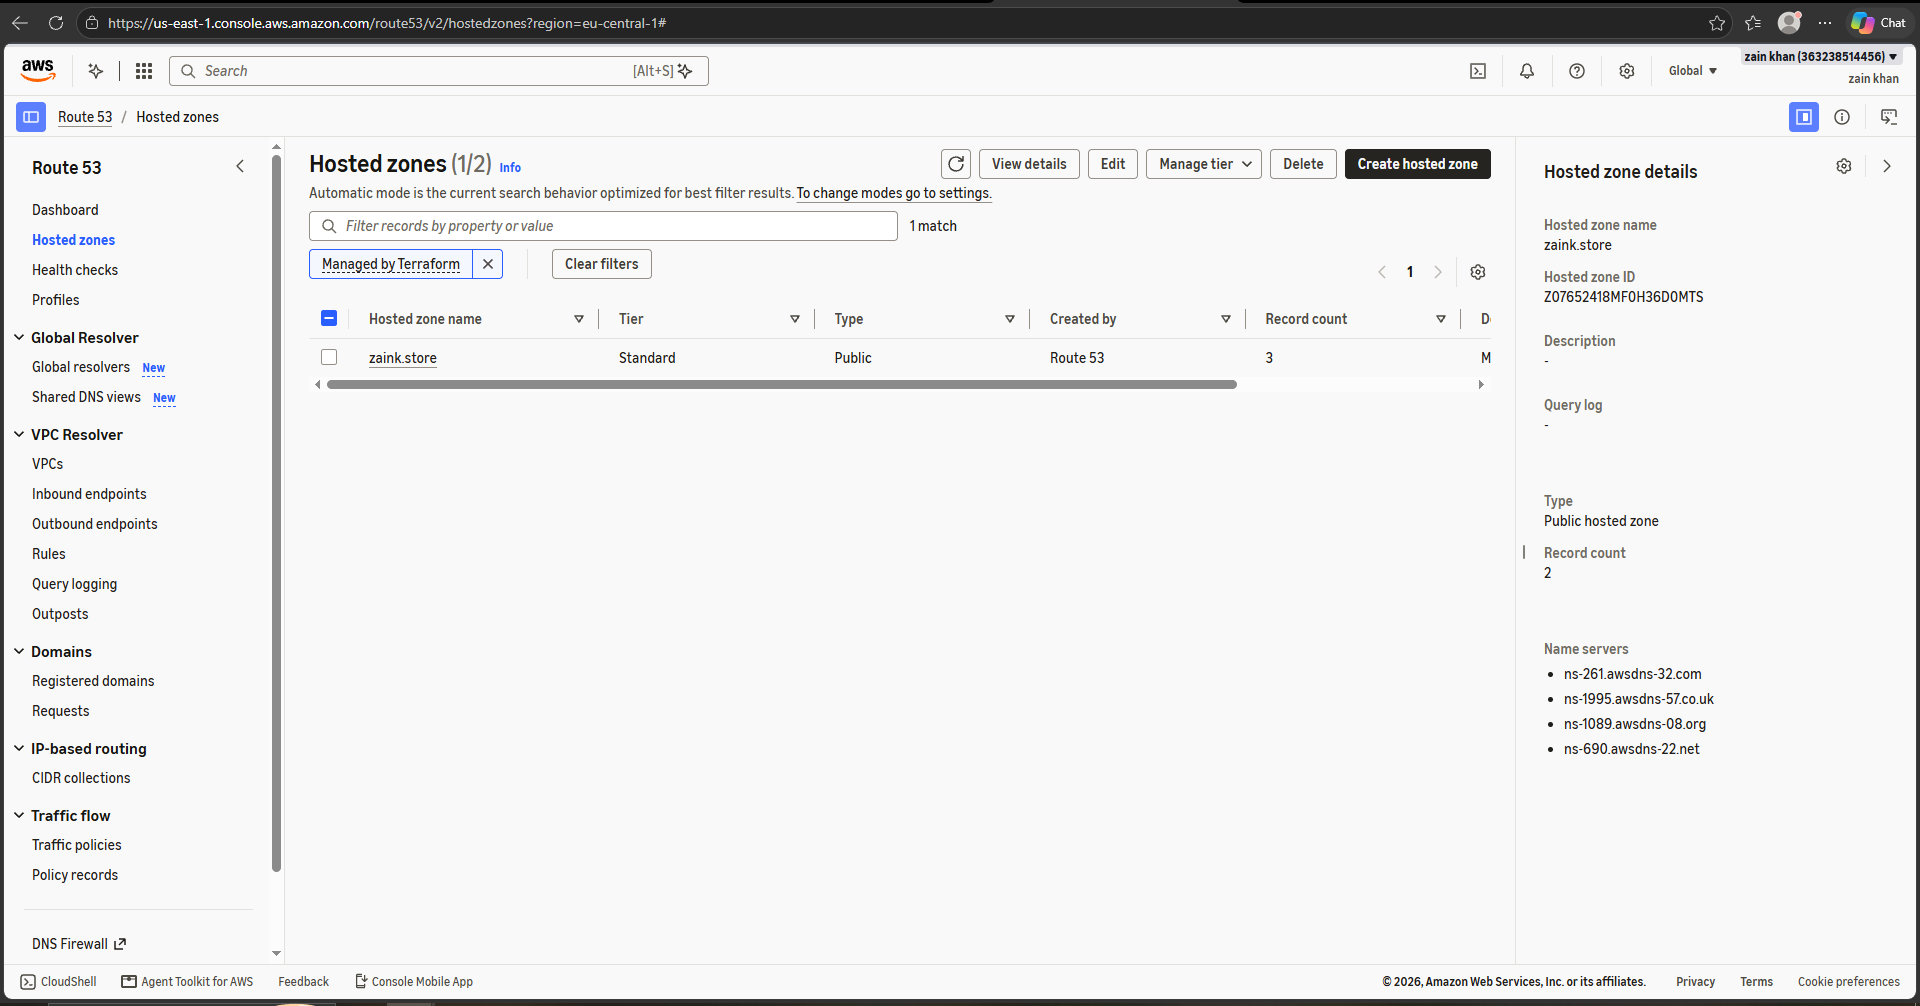 https://us-east-1.console.aws.amazon.com/route53/v2/hostedzones?region=eu-central-1#
Chat
aws
Search
[Alt+S]
Global
zain khan (363238514456)
zain khan
Route 53 / Hosted zones
Route 53
Dashboard
Hosted zones
Health checks
Profiles
Global Resolver
Global resolvers New
Shared DNS views New
VPC Resolver
VPCs
Inbound endpoints
Outbound endpoints
Rules
Query logging
Outposts
Domains
Registered domains
Requests
IP-based routing
CIDR collections
Traffic flow
Traffic policies
Policy records
DNS Firewall
Hosted zones (1/2) Info
View details
Edit
Manage tier
Delete
Create hosted zone
Automatic mode is the current search behavior optimized for best filter results. To change modes go to settings.
Filter records by property or value
1 match
Managed by Terraform
Clear filters
1
Hosted zone name Tier Type Created by Record count D
zaink.store Standard Public Route 53 3 M
Hosted zone details
Hosted zone name
zaink.store
Hosted zone ID
Z07652418MF0H36D0MTS
Description
-
Query log
-
Type
Public hosted zone
Record count
2
Name servers
ns-261.awsdns-32.com
ns-1995.awsdns-57.co.uk
ns-1089.awsdns-08.org
ns-690.awsdns-22.net
CloudShell
Agent Toolkit for AWS
Feedback
Console Mobile App
© 2026, Amazon Web Services, Inc. or its affiliates.
Privacy
Terms
Cookie preferences